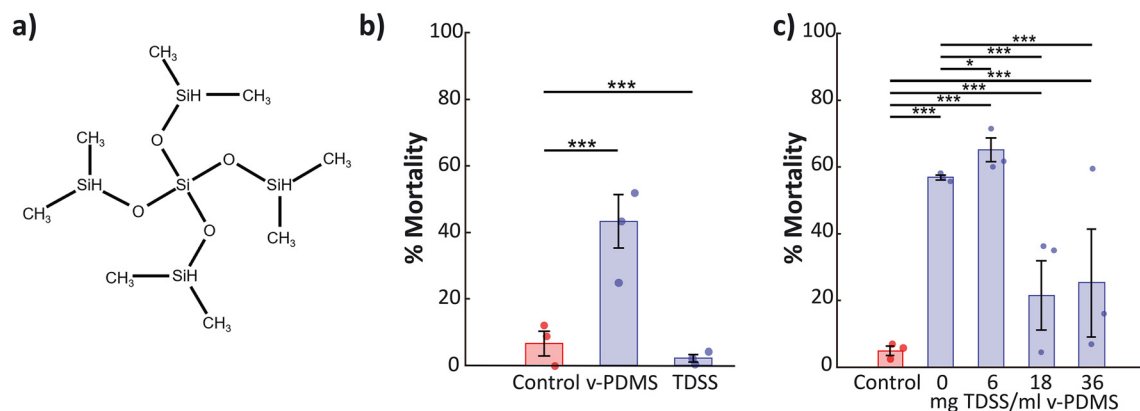 a)
CH3
CH3
SiH
CH3
O
CH3
O
CH3
SiH
Si
SiH
CH3
O
O
CH3
CH3
SiH
CH3
b)
% Mortality
100
80
60
40
20
0
***
***
Control v-PDMS TDSS
c)
% Mortality
100
80
60
40
20
0
***
***
*
***
***
***
***
Control 0 6 18 36
mg TDSS/ml v-PDMS